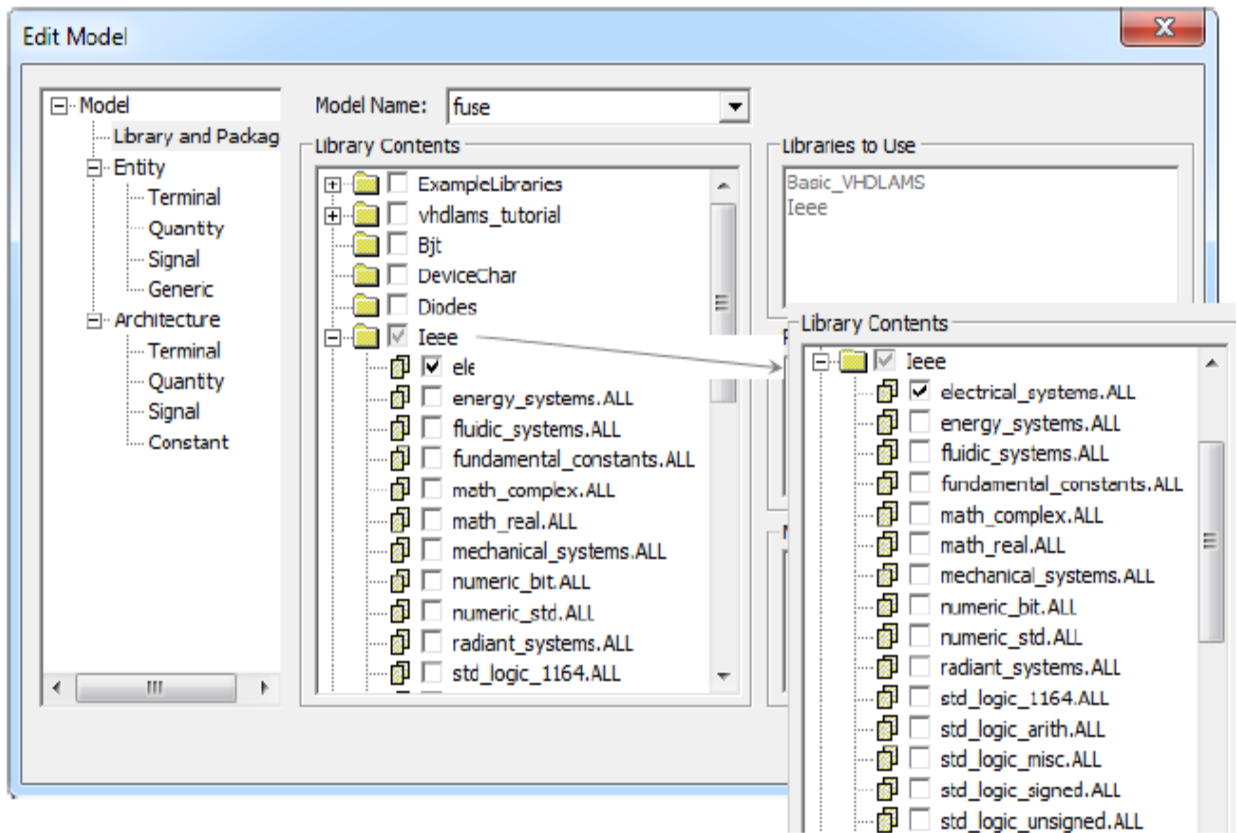 Edit Model
Model
Library and Packag
Entity
Terminal
Quantity
Signal
Generic
Architecture
Terminal
Quantity
Signal
Constant
Model Name: fuse
Library Contents
ExampleLibraries
vhdlams_tutorial
Bjt
DeviceChar
Diodes
Ieee
ele
energy_systems.ALL
fluidic_systems.ALL
fundamental_constants.ALL
math_complex.ALL
math_real.ALL
mechanical_systems.ALL
numeric_bit.ALL
numeric_std.ALL
radiant_systems.ALL
std_logic_1164.ALL
Libraries to Use
Basic_VHDLAMS
Ieee
Library Contents
Ieee
electrical_systems.ALL
energy_systems.ALL
fluidic_systems.ALL
fundamental_constants.ALL
math_complex.ALL
math_real.ALL
mechanical_systems.ALL
numeric_bit.ALL
numeric_std.ALL
radiant_systems.ALL
std_logic_1164.ALL
std_logic_arith.ALL
std_logic_misc.ALL
std_logic_signed.ALL
std_logic_unsigned.ALL